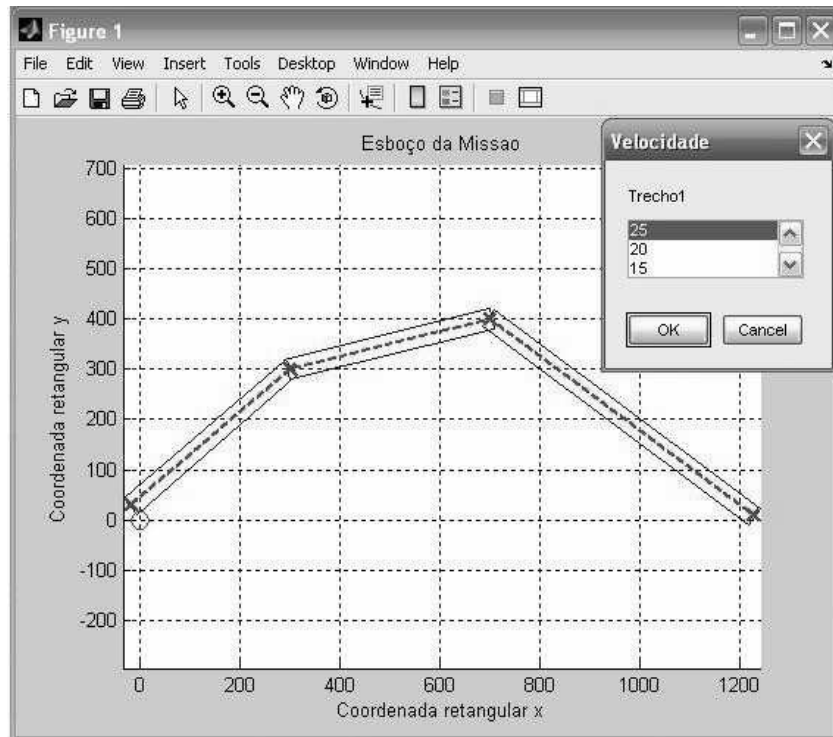 Figure 1
File Edit View Insert Tools Desktop Window Help
Esboço da Missao
Velocidade
Trecho1
25
20
15
OK Cancel
700
600
500
400
300
200
100
0
-100
-200
Coordenada retangular y
0 200 400 600 800 1000 1200
Coordenada retangular x